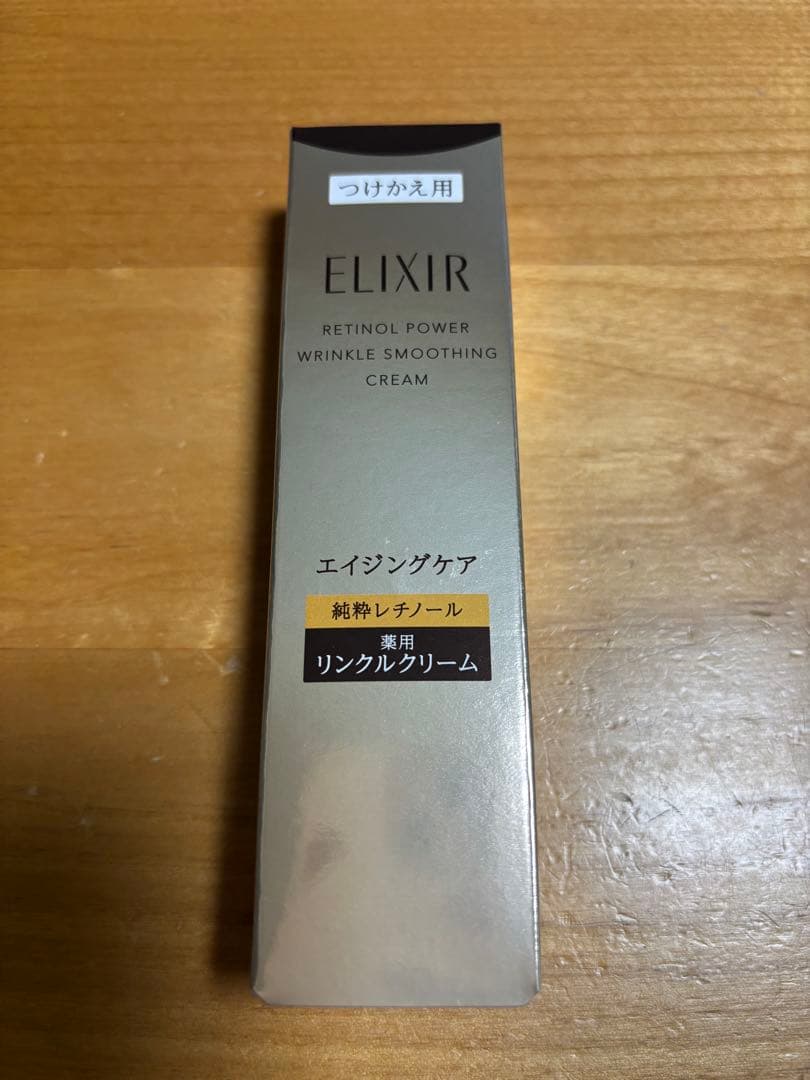 つけかえ用
ELIXIR
RETINOL POWER
WRINKLE SMOOTHING
CREAM
エイジングケア
純粋レチノール
薬用
リンクルクリーム